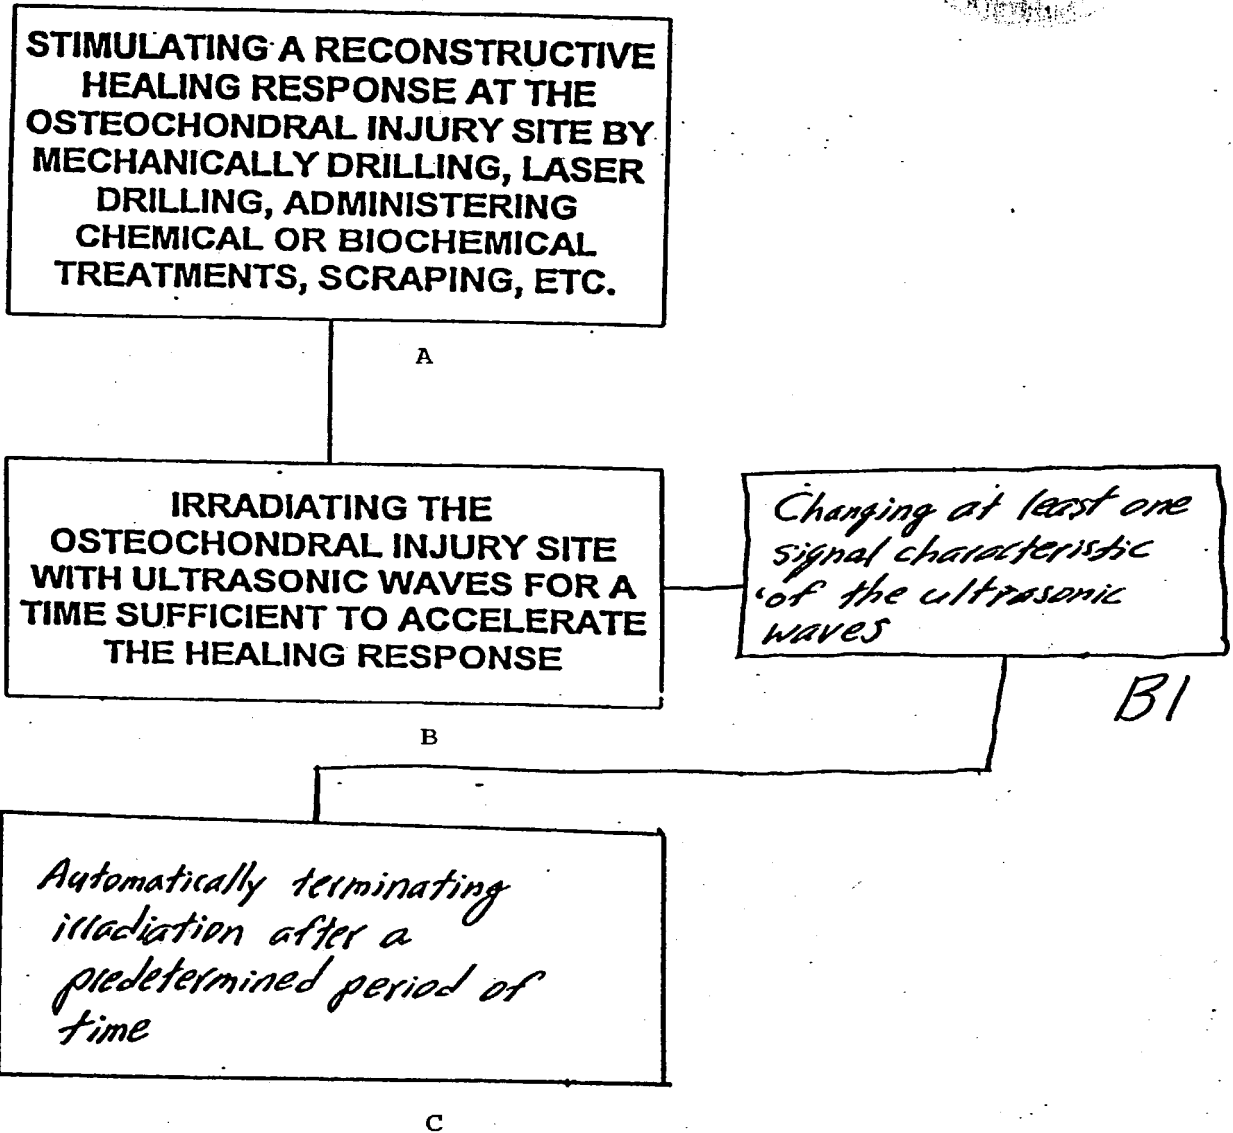 STIMULATING A RECONSTRUCTIVE
HEALING RESPONSE AT THE
OSTEOCHONDRAL INJURY SITE BY
MECHANICALLY DRILLING, LASER
DRILLING, ADMINISTERING
CHEMICAL OR BIOCHEMICAL
TREATMENTS, SCRAPING, ETC.
A
IRRADIATING THE
OSTEOCHONDRAL INJURY SITE
WITH ULTRASONIC WAVES FOR A
TIME SUFFICIENT TO ACCELERATE
THE HEALING RESPONSE
B
Changing at least one
signal characteristic
of the ultrasonic
waves
B1
Automatically terminating
irradiation after a
predetermined period of
time
C